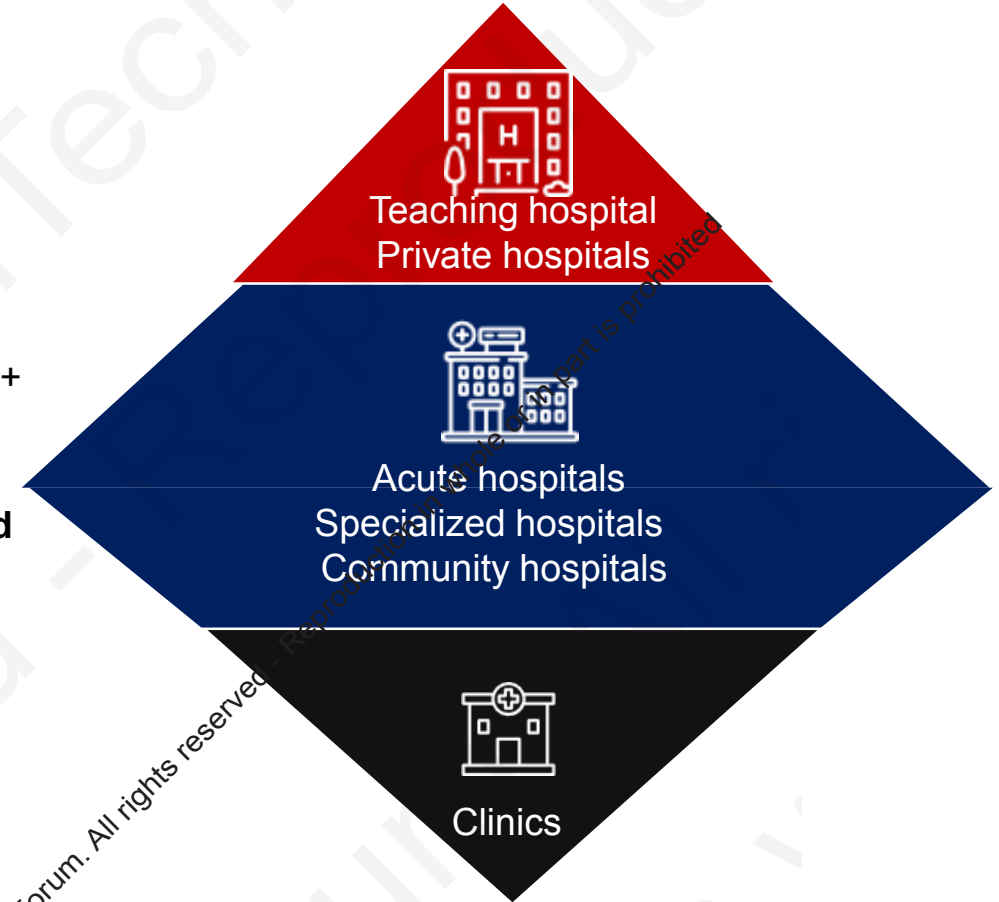 H
Teaching hospital
Private hospitals
+
Acute hospitals
Specialized hospitals
d
Community hospitals
Clinics
forum. All rights reserved - Reproduction in whole or in part is prohibited